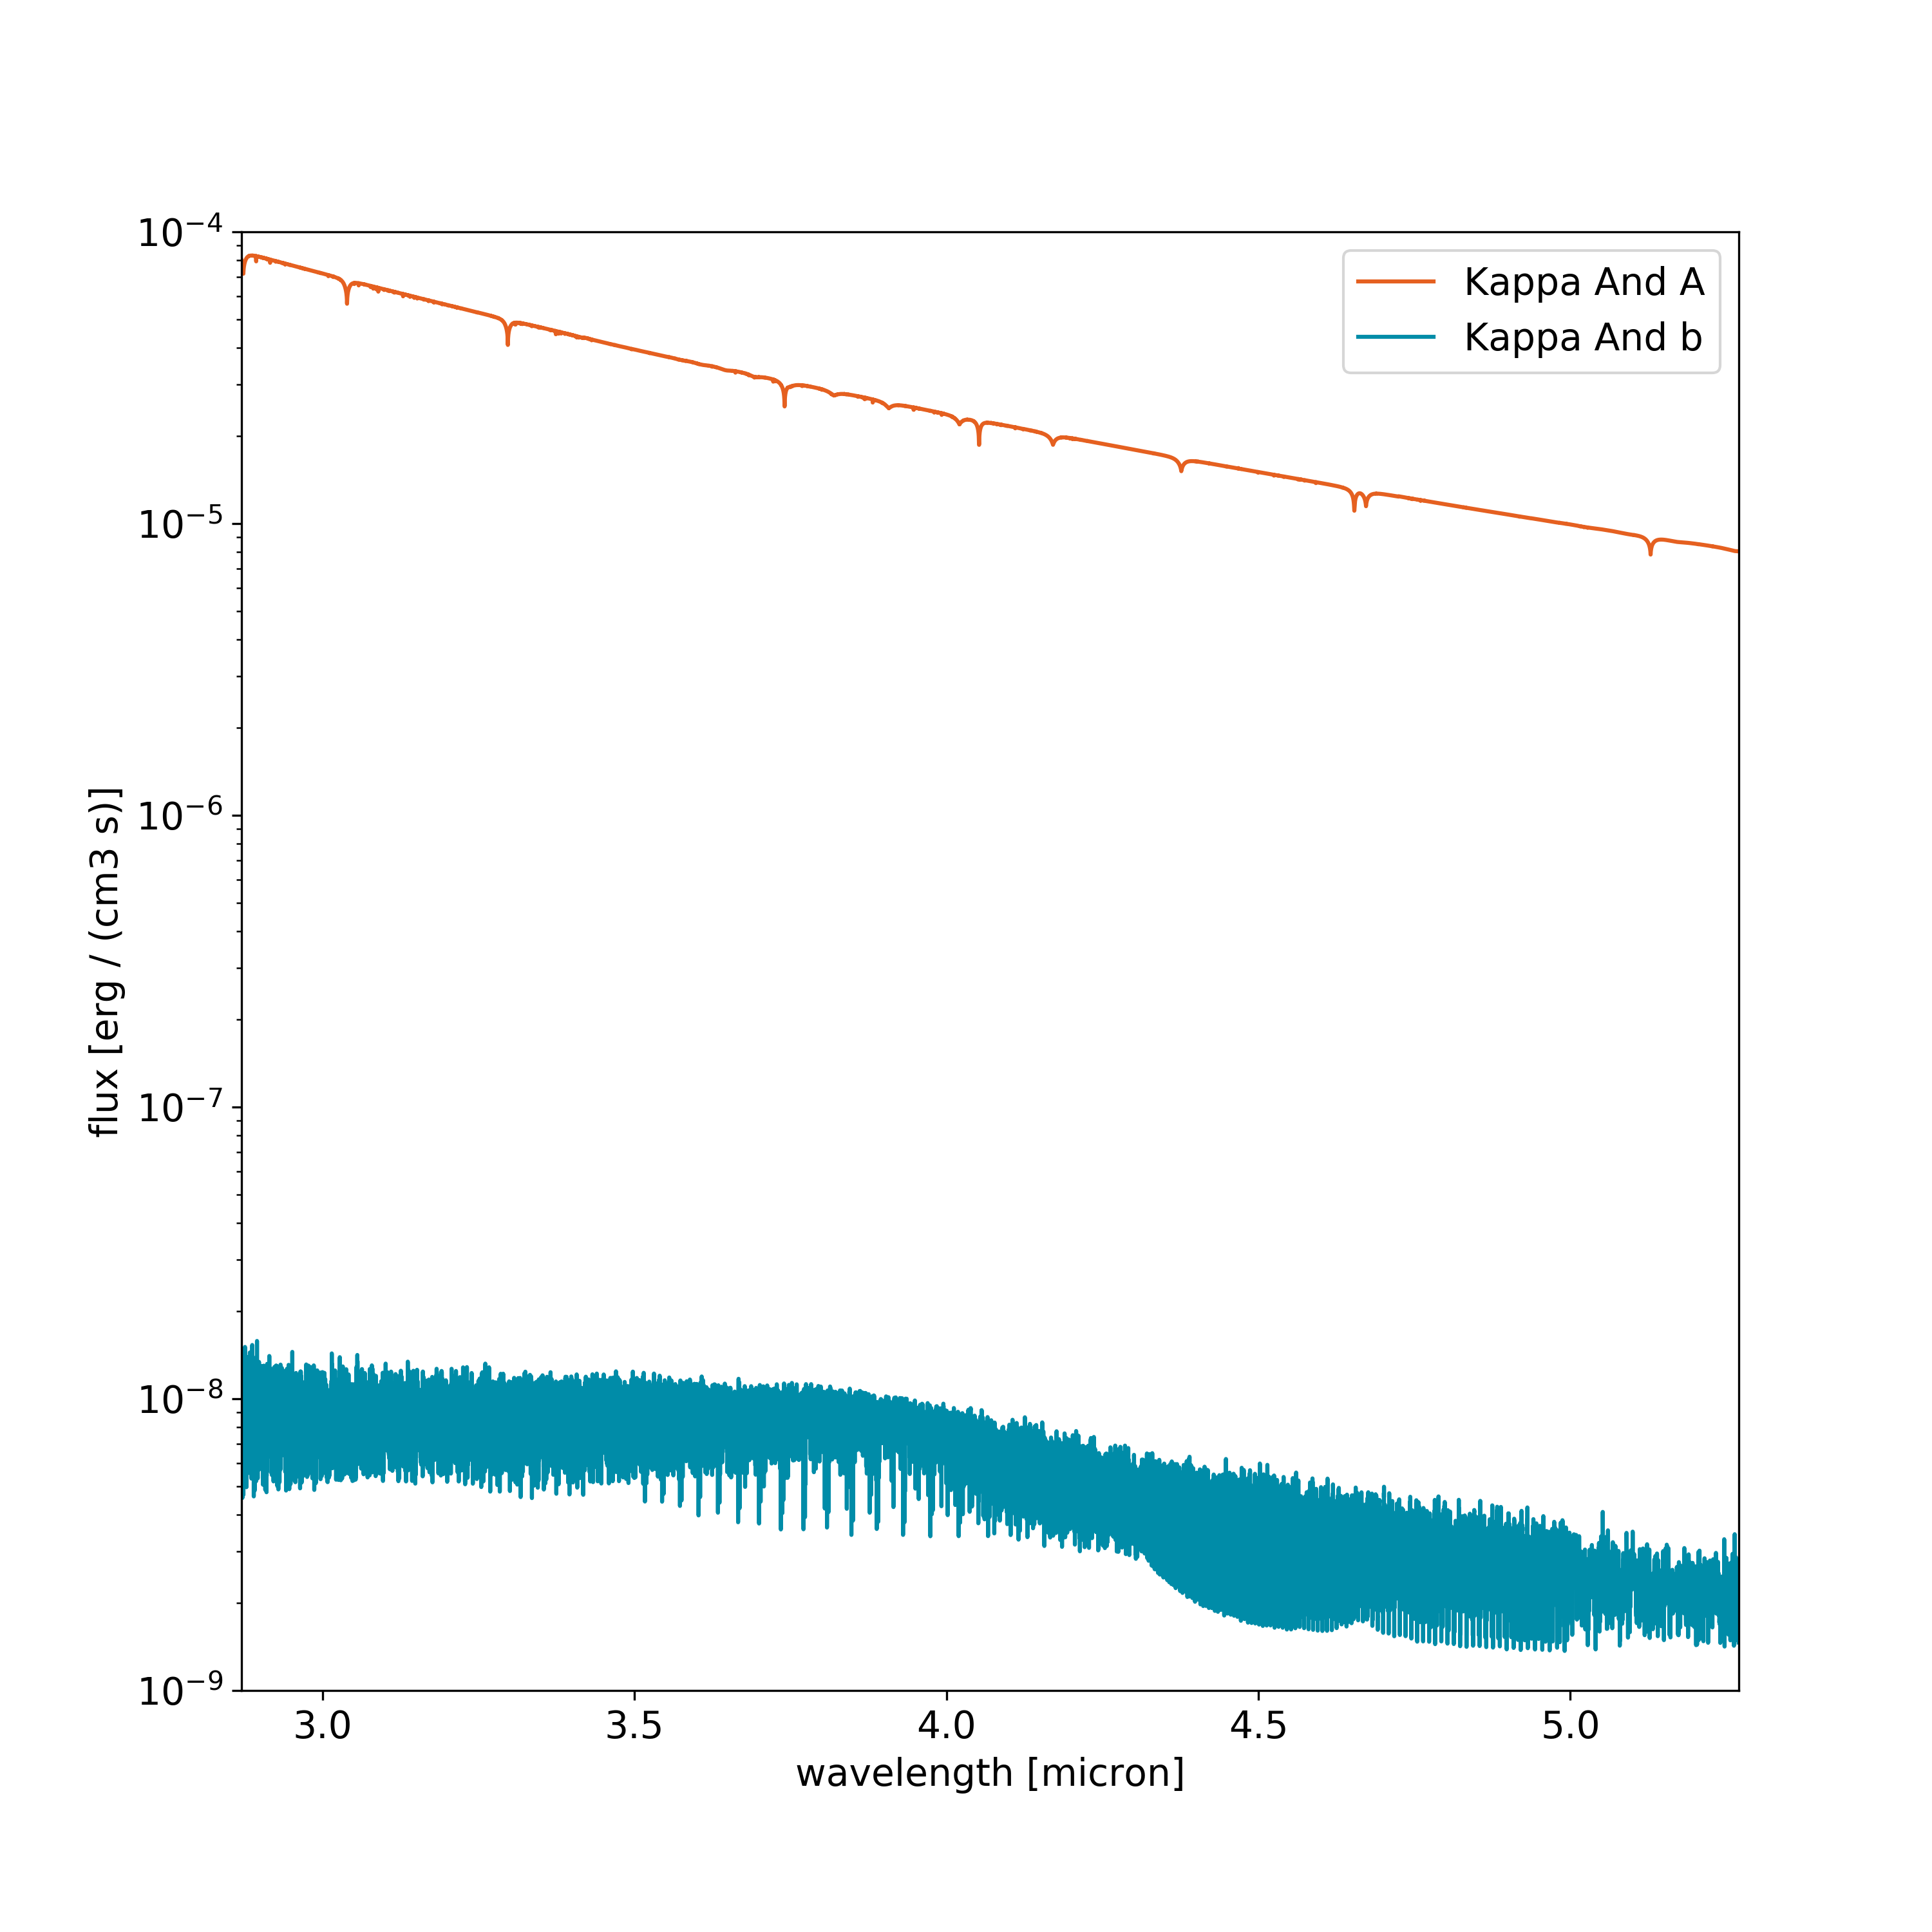 10⁻⁴
10⁻⁵
10⁻⁶
10⁻⁷
10⁻⁸
10⁻⁹
flux [erg / (cm3 s)]
Kappa And A
Kappa And b
3.0 3.5 4.0 4.5 5.0
wavelength [micron]